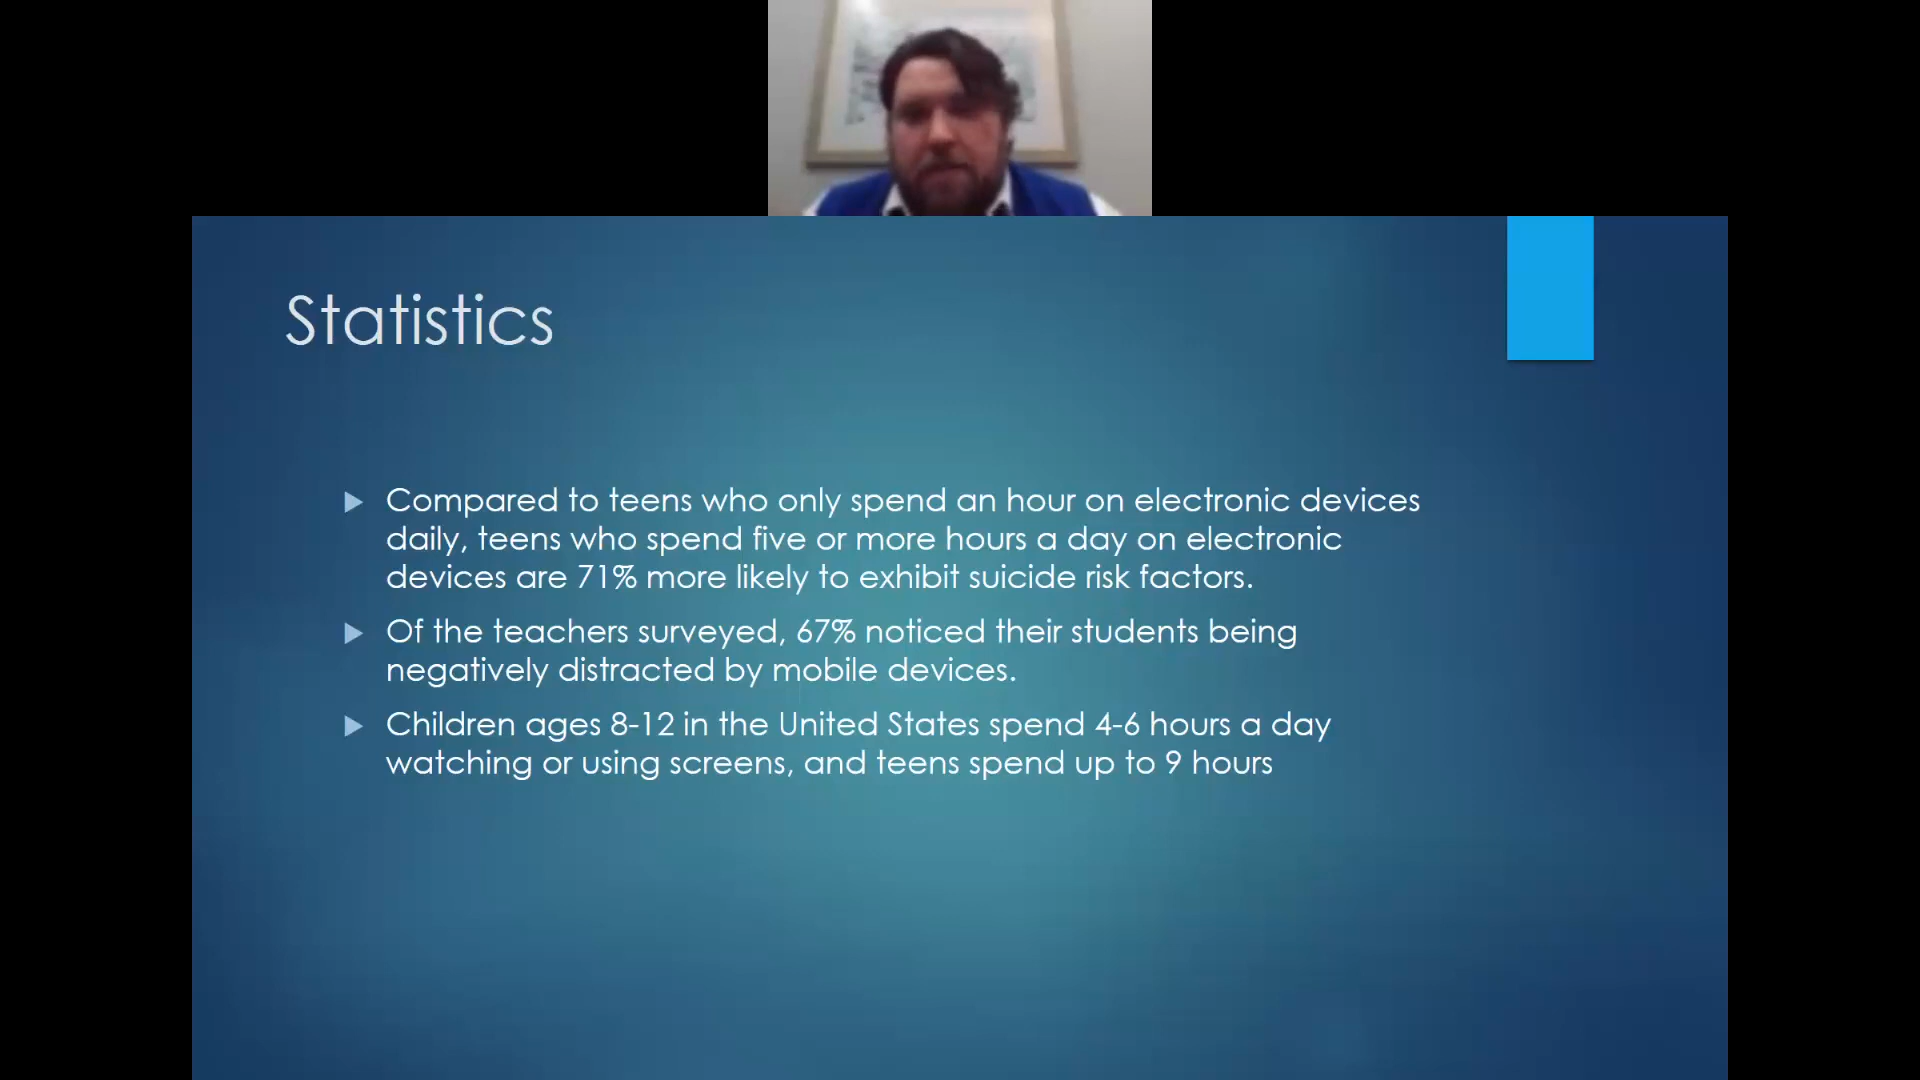 Statistics
Compared to teens who only spend an hour on electronic devices
daily, teens who spend five or more hours a day on electronic
devices are 71% more likely to exhibit suicide risk factors.
Of the teachers surveyed, 67% noticed their students being
negatively distracted by mobile devices.
Children ages 8-12 in the United States spend 4-6 hours a day
watching or using screens, and teens spend up to 9 hours